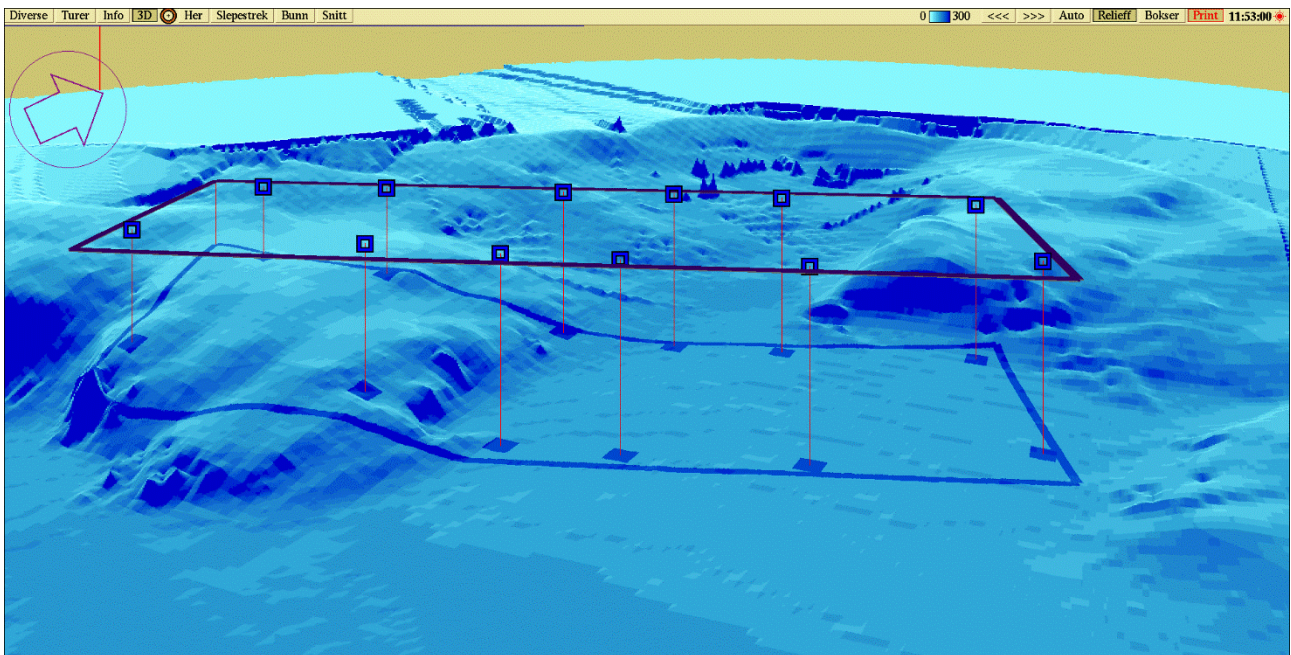 Diverse Turer Info 3D Her Slepestrek Bunn Snitt 0 300 <<< >>> Auto Relieff Bokser Print 11:53:00